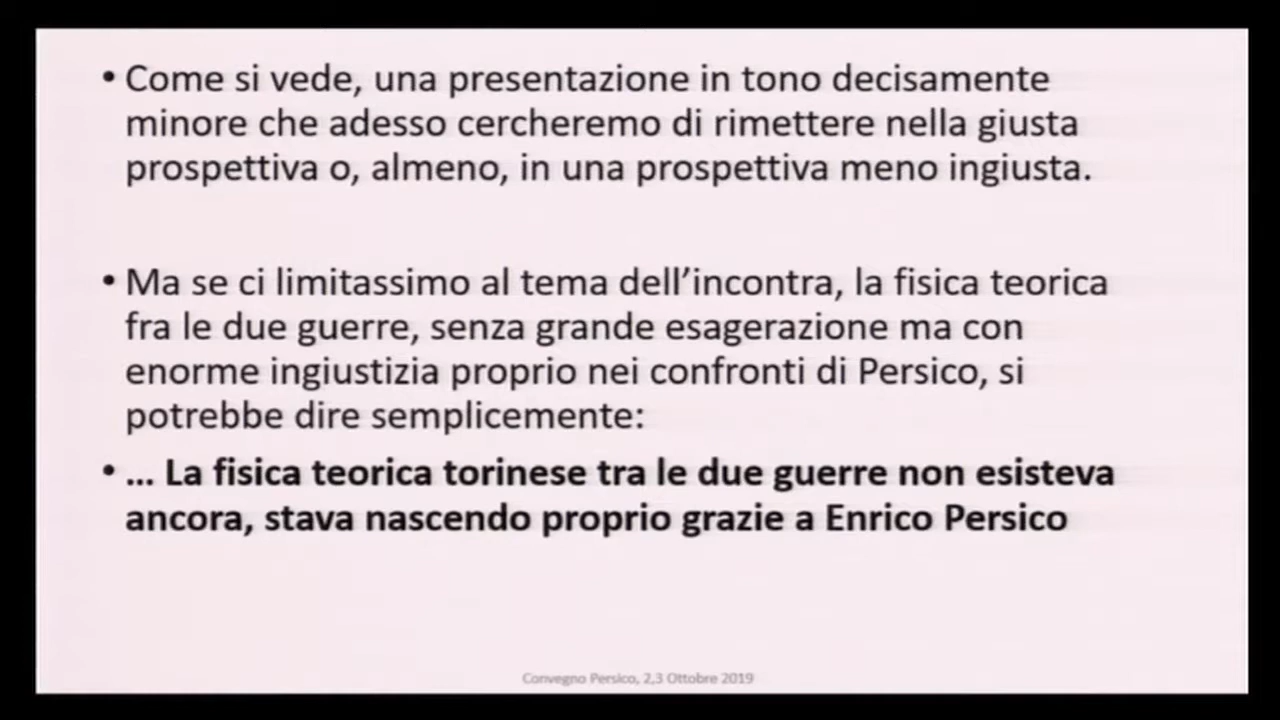 • Come si vede, una presentazione in tono decisamente
minore che adesso cercheremo di rimettere nella giusta
prospettiva o, almeno, in una prospettiva meno ingiusta.
• Ma se ci limitassimo al tema dell’incontra, la fisica teorica
fra le due guerre, senza grande esagerazione ma con
enorme ingiustizia proprio nei confronti di Persico, si
potrebbe dire semplicemente:
• ... La fisica teorica torinese tra le due guerre non esisteva
ancora, stava nascendo proprio grazie a Enrico Persico
Convegno Persico, 2,3 Ottobre 2019